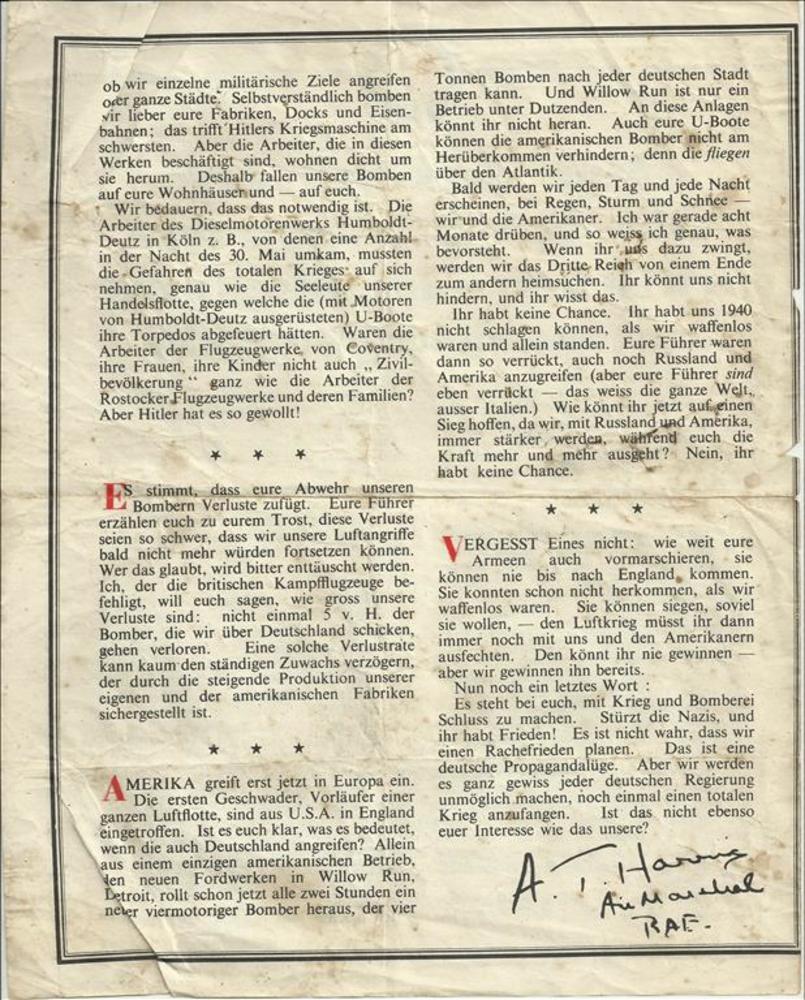 ob wir einzelne militärische Ziele angreifen
oder ganze Städte. Selbstverständlich bomben
wir lieber eure Fabriken, Docks und Eisen-
bahnen; das trifft Hitlers Kriegsmaschine am
schwersten. Aber die Arbeiter, die in diesen
Werken beschäftigt sind, wohnen dicht um
sie herum. Deshalb fallen unsere Bomben
auf eure Wohnhäuser und — auf euch.
Wir bedauern, dass das notwendig ist. Die
Arbeiter des Dieselmotorenwerks Humboldt-
Deutz in Köln z. B., von denen eine Anzahl
in der Nacht des 30. Mai umkam, mussten
die Gefahren des totalen Krieges auf sich
nehmen, genau wie die Seeleute unserer
Handelsflotte, gegen welche die (mit Motoren
von Humboldt-Deutz ausgerüsteten) U-Boote
ihre Torpedos abgefeuert hätten. Waren die
Arbeiter der Flugzeugwerke von Coventry,
ihre Frauen, ihre Kinder nicht auch „ Zivil-
bevölkerung “ ganz wie die Arbeiter der
Rostocker Flugzeugwerke und deren Familien?
Aber Hitler hat es so gewollt!
★ ★ ★
ES stimmt, dass eure Abwehr unseren
Bombern Verluste zufügt. Eure Führer
erzählen euch zu eurem Trost, diese Verluste
seien so schwer, dass wir unsere Luftangriffe
bald nicht mehr würden fortsetzen können.
Wer das glaubt, wird bitter enttäuscht werden.
Ich, der die britischen Kampfflugzeuge be-
fehligt, will euch sagen, wie gross unsere
Verluste sind: nicht einmal 5 v. H. der
Bomber, die wir über Deutschland schicken,
gehen verloren. Eine solche Verlustrate
kann kaum den ständigen Zuwachs verzögern,
der durch die steigende Produktion unserer
eigenen und der amerikanischen Fabriken
sichergestellt ist.
★ ★ ★
AMERIKA greift erst jetzt in Europa ein.
Die ersten Geschwader, Vorläufer einer
ganzen Luftflotte, sind aus U.S.A. in England
eingetroffen. Ist es euch klar, was es bedeutet,
wenn die auch Deutschland angreifen? Allein
aus einem einzigen amerikanischen Betrieb,
den neuen Fordwerken in Willow Run,
Detroit, rollt schon jetzt alle zwei Stunden ein
neuer viermotoriger Bomber heraus, der vier
Tonnen Bomben nach jeder deutschen Stadt
tragen kann. Und Willow Run ist nur ein
Betrieb unter Dutzenden. An diese Anlagen
könnt ihr nicht heran. Auch eure U-Boote
können die amerikanischen Bomber nicht am
Herüberkommen verhindern; denn die fliegen
über den Atlantik.
Bald werden wir jeden Tag und jede Nacht
erscheinen, bei Regen, Sturm und Schnee —
wir und die Amerikaner. Ich war gerade acht
Monate drüben, und so weiss ich genau, was
bevorsteht. Wenn ihr uns dazu zwingt,
werden wir das Dritte Reich von einem Ende
zum andern heimsuchen. Ihr könnt uns nicht
hindern, und ihr wisst das.
Ihr habt keine Chance. Ihr habt uns 1940
nicht schlagen können, als wir waffenlos
waren und allein standen. Eure Führer waren
dann so verrückt, auch noch Russland und
Amerika anzugreifen (aber eure Führer sind
eben verrückt — das weiss die ganze Welt,
ausser Italien.) Wie könnt ihr jetzt auf einen
Sieg hoffen, da wir, mit Russland und Amerika,
immer stärker werden, während euch die
Kraft mehr und mehr ausgeht? Nein, ihr
habt keine Chance.
★ ★ ★
VERGESST Eines nicht: wie weit eure
Armeen auch vormarschieren, sie
können nie bis nach England kommen.
Sie konnten schon nicht herkommen, als wir
waffenlos waren. Sie können siegen, soviel
sie wollen, — den Luftkrieg müsst ihr dann
immer noch mit uns und den Amerikanern
ausfechten. Den könnt ihr nie gewinnen —
aber wir gewinnen ihn bereits.
Nun noch ein letztes Wort :
Es steht bei euch, mit Krieg und Bomberei
Schluss zu machen. Stürzt die Nazis, und
ihr habt Frieden! Es ist nicht wahr, dass wir
einen Rachefrieden planen. Das ist eine
deutsche Propagandalüge. Aber wir werden
es ganz gewiss jeder deutschen Regierung
unmöglich machen, noch einmal einen totalen
Krieg anzufangen. Ist das nicht ebenso
euer Interesse wie das unsere?
A. T. Harris
Air Marshal
RAF.